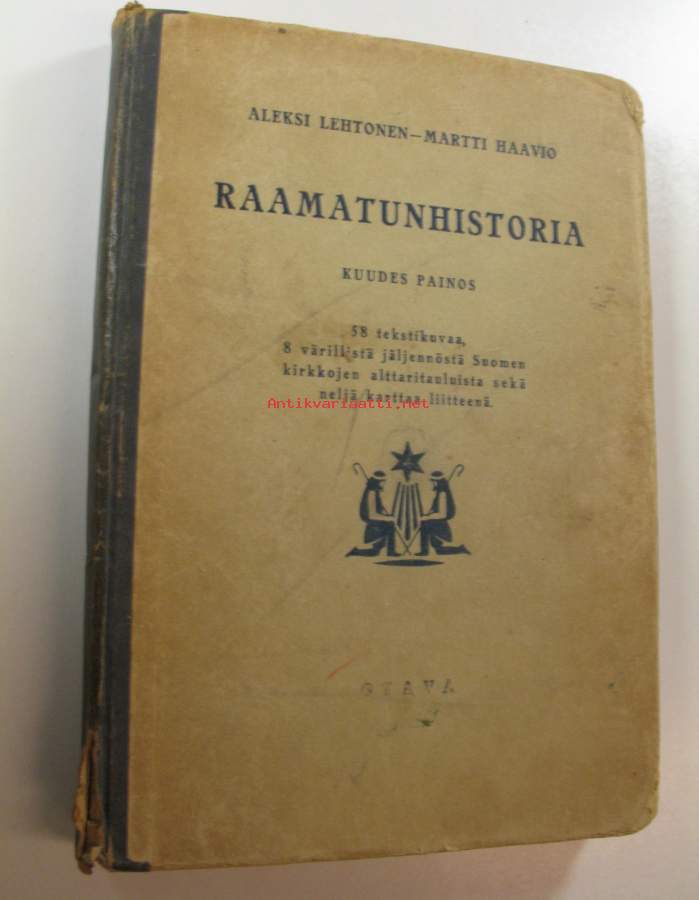 ALEKSI LEHTONEN—MARTTI HAAVIO
RAAMATUNHISTORIA
KUUDES PAINOS
58 tekstikuvaa,
8 värillistä jäljennöstä Suomen
kirkkojen alttaritauluista sekä
neljä karttaa liitteenä.
Antikvariaatti.net
OTAVA